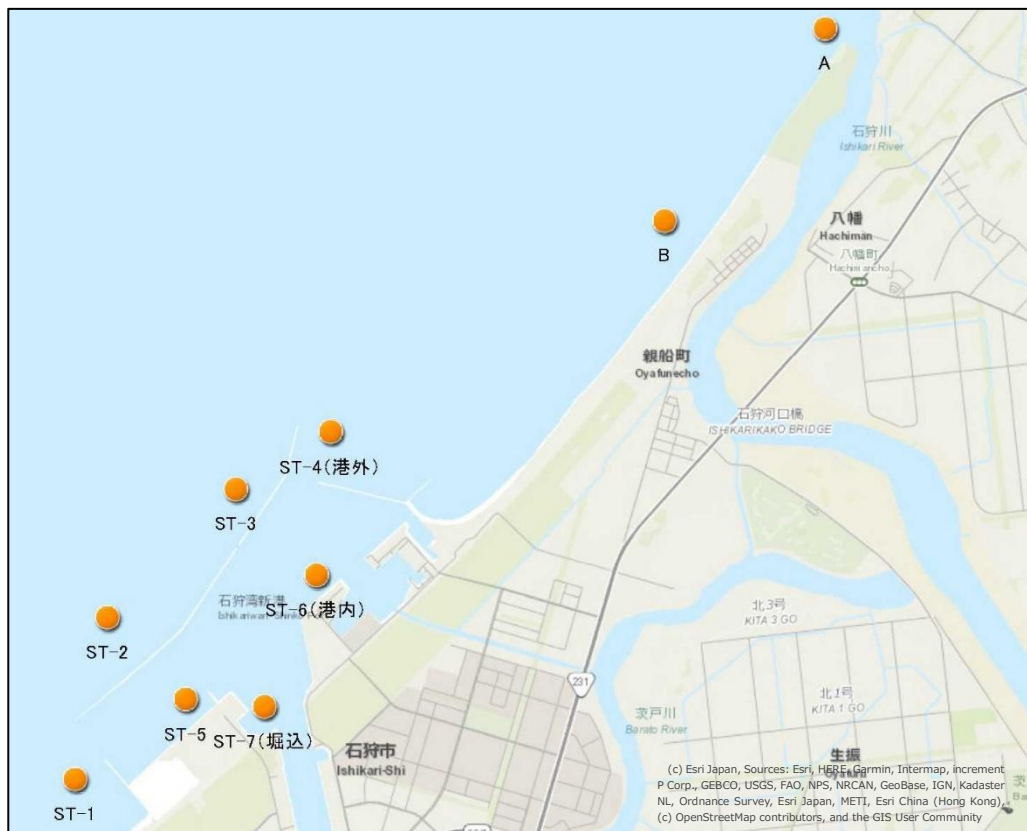 A
石狩川
Ishikari River
八幡
Hachiman
八幡町
Hachimancho
B
親船町
Oyafunecho
石狩河口橋
ISHIKARIKAKO BRIDGE
ST-4(港外)
ST-3
石狩湾新港
ST-6(港内)
ST-2
北3号
KITA 3 GO
231
ST-5
ST-7(堀込)
茨戸川
Barato River
北1号
KITA 1 GO
石狩市
Ishikari-Shi
生振
ST-1
(c) Esri Japan, Sources: Esri, HERE, Garmin, Intermap, increment
P Corp., GEBCO, USGS, FAO, NPS, NRCAN, GeoBase, IGN, Kadaster
NL, Ordnance Survey, Esri Japan, METI, Esri China (Hong Kong),
(c) OpenStreetMap contributors, and the GIS User Community